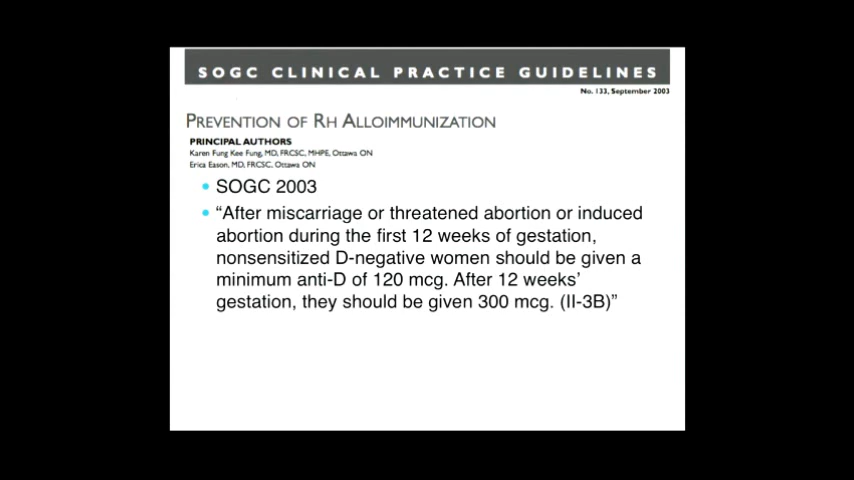 SOGC CLINICAL PRACTICE GUIDELINES
No. 133, September 2003
PREVENTION OF RH ALLOIMMUNIZATION
PRINCIPAL AUTHORS
Karen Fung Kee Fung, MD, FRCSC, MHPE, Ottawa ON
Erica Eason, MD, FRCSC, Ottawa ON
• SOGC 2003
• “After miscarriage or threatened abortion or induced
abortion during the first 12 weeks of gestation,
nonsensitized D-negative women should be given a
minimum anti-D of 120 mcg. After 12 weeks’
gestation, they should be given 300 mcg. (II-3B)”